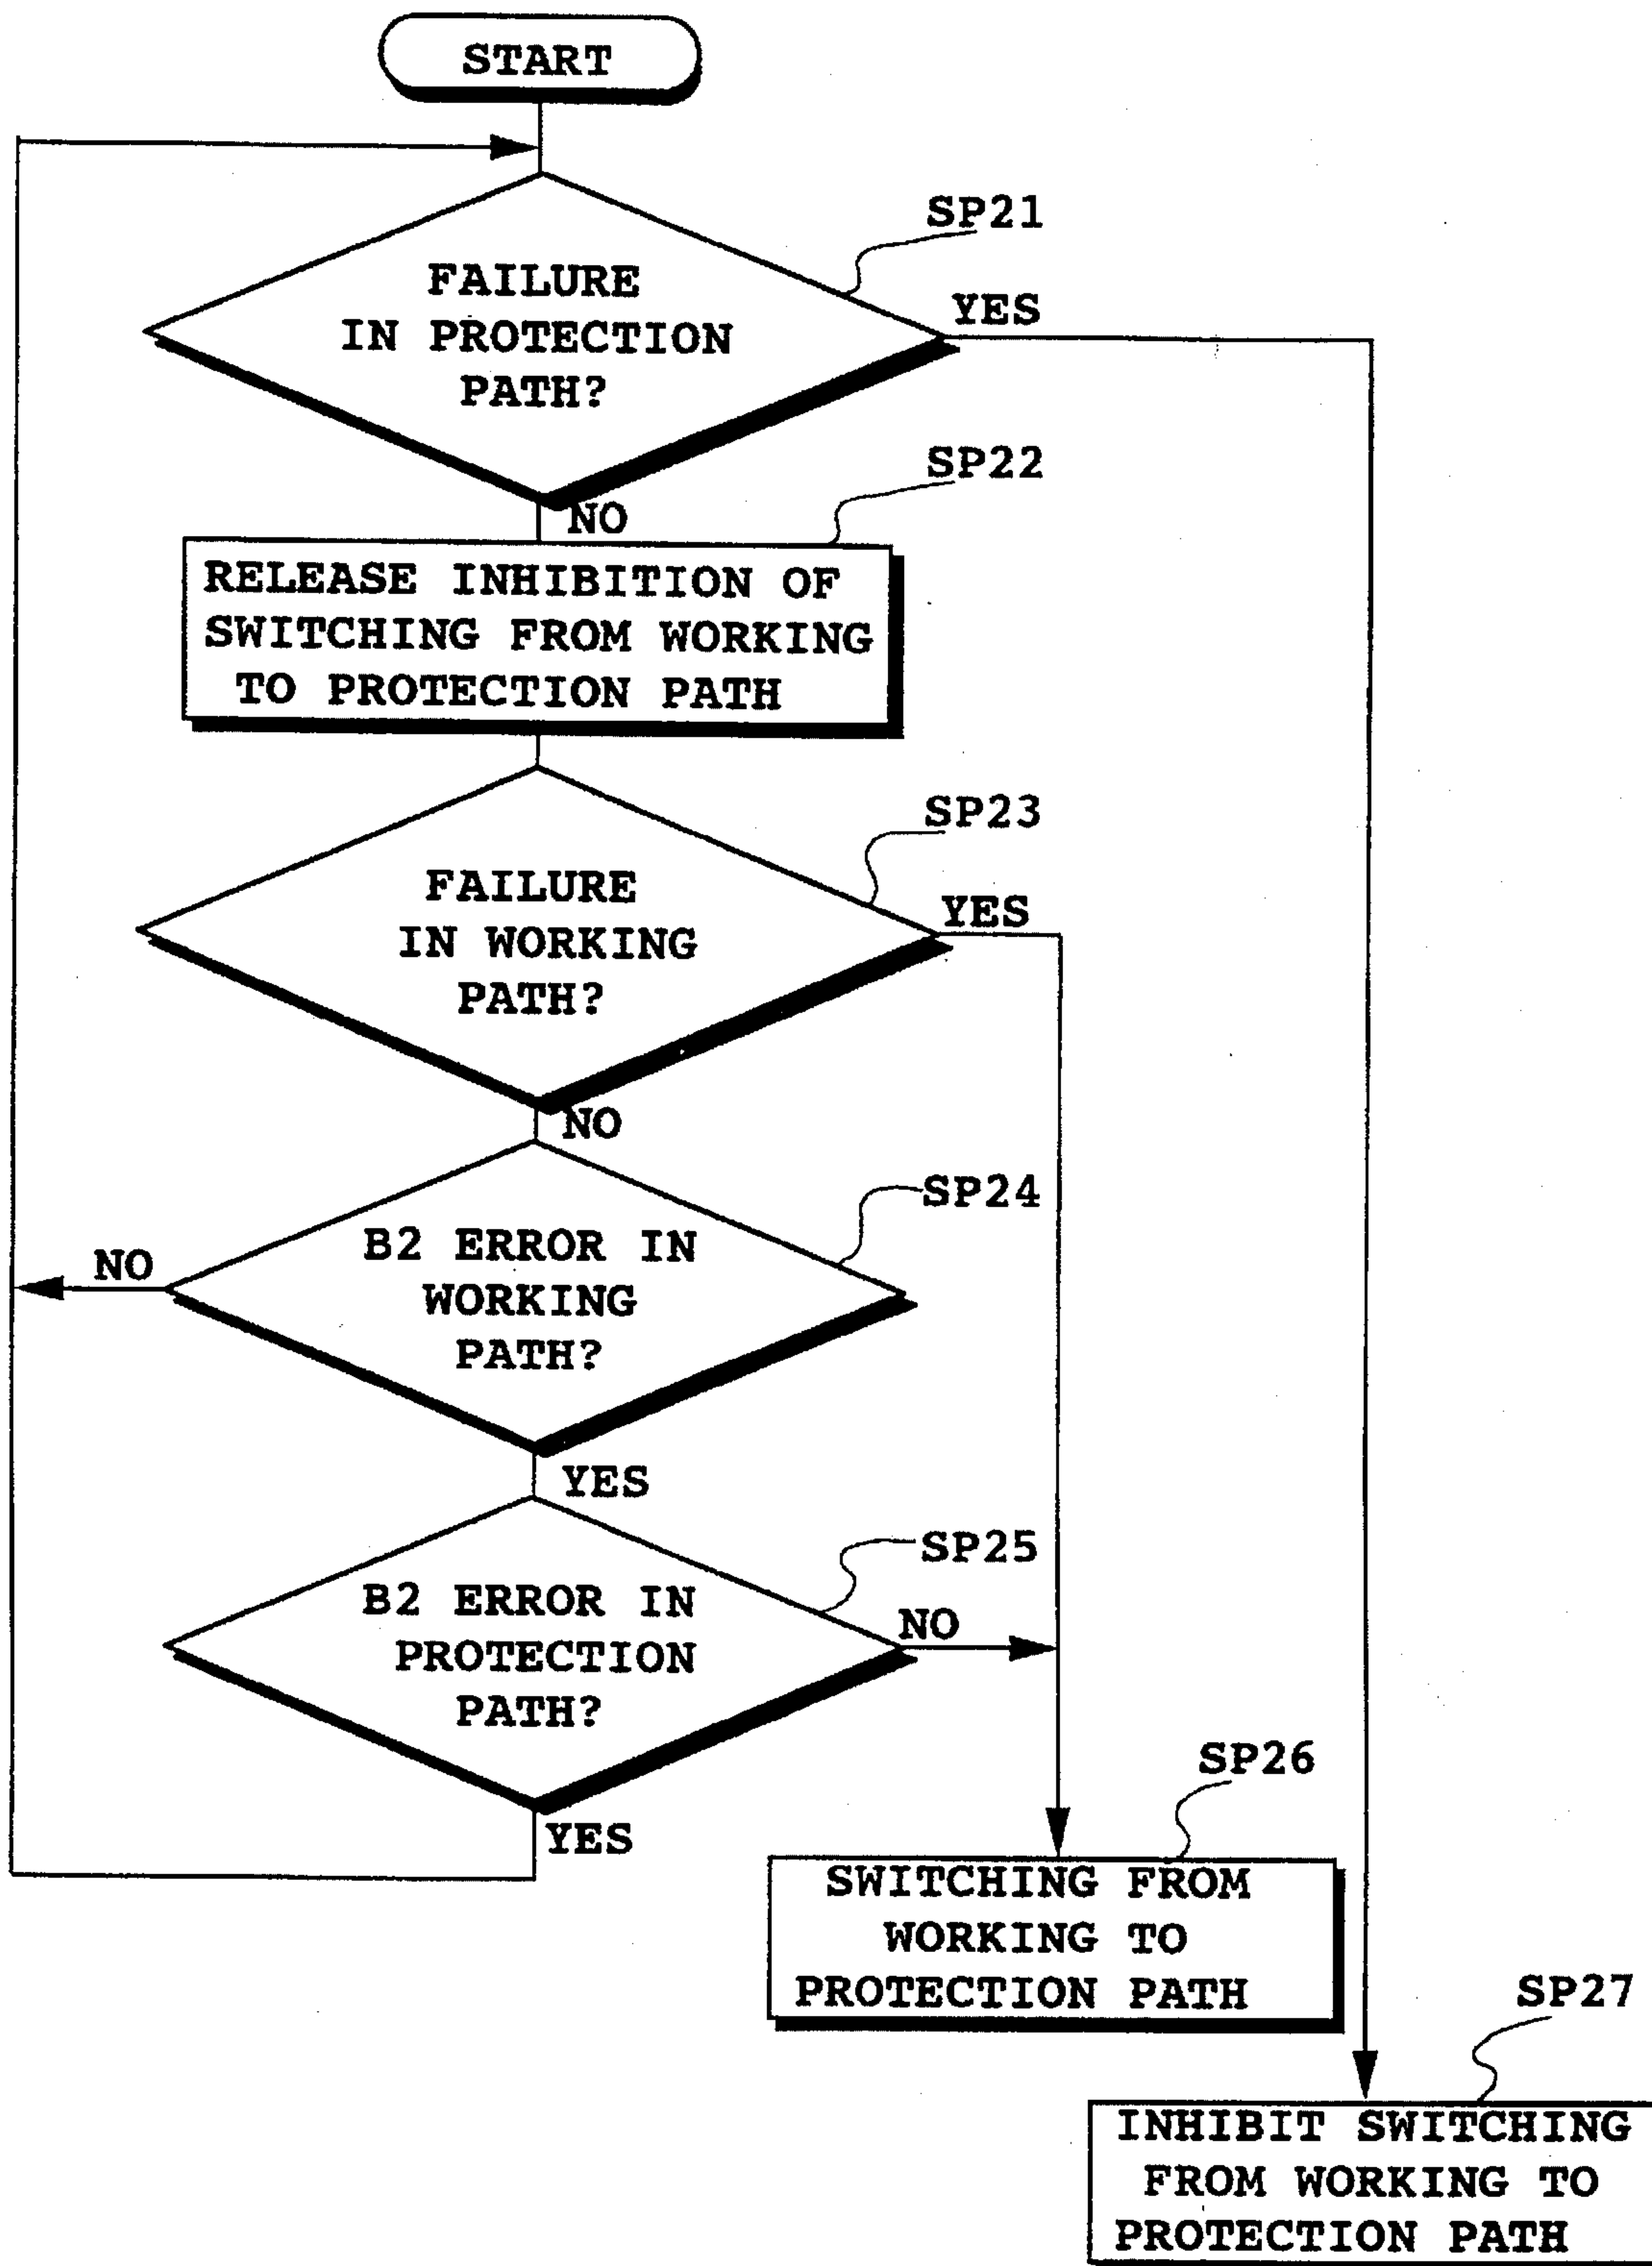 START
SP21
FAILURE
IN PROTECTION
PATH?
YES
NO
SP22
RELEASE INHIBITION OF
SWITCHING FROM WORKING
TO PROTECTION PATH
SP23
FAILURE
IN WORKING
PATH?
YES
NO
SP24
B2 ERROR IN
WORKING
PATH?
NO
YES
SP25
B2 ERROR IN
PROTECTION
PATH?
NO
YES
SP26
SWITCHING FROM
WORKING TO
PROTECTION PATH
SP27
INHIBIT SWITCHING
FROM WORKING TO
PROTECTION PATH